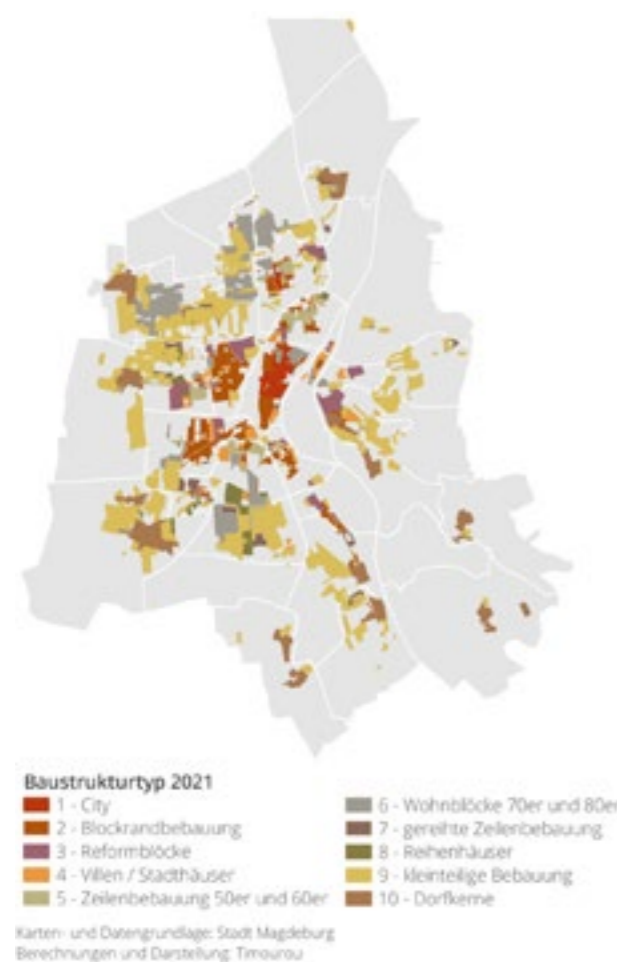 Baustrukturtyp 2021
1 - City
2 - Blockrandbebauung
3 - Reformblöcke
4 - Villen / Stadthäuser
5 - Zeilenbebauung 50er und 60er
6 - Wohnblöcke 70er und 80er
7 - gereihte Zeilenbebauung
8 - Reihenhäuser
9 - kleinteilige Bebauung
10 - Dorfkerne
Karten- und Datengrundlage: Stadt Magdeburg
Berechnungen und Darstellung: Timourou